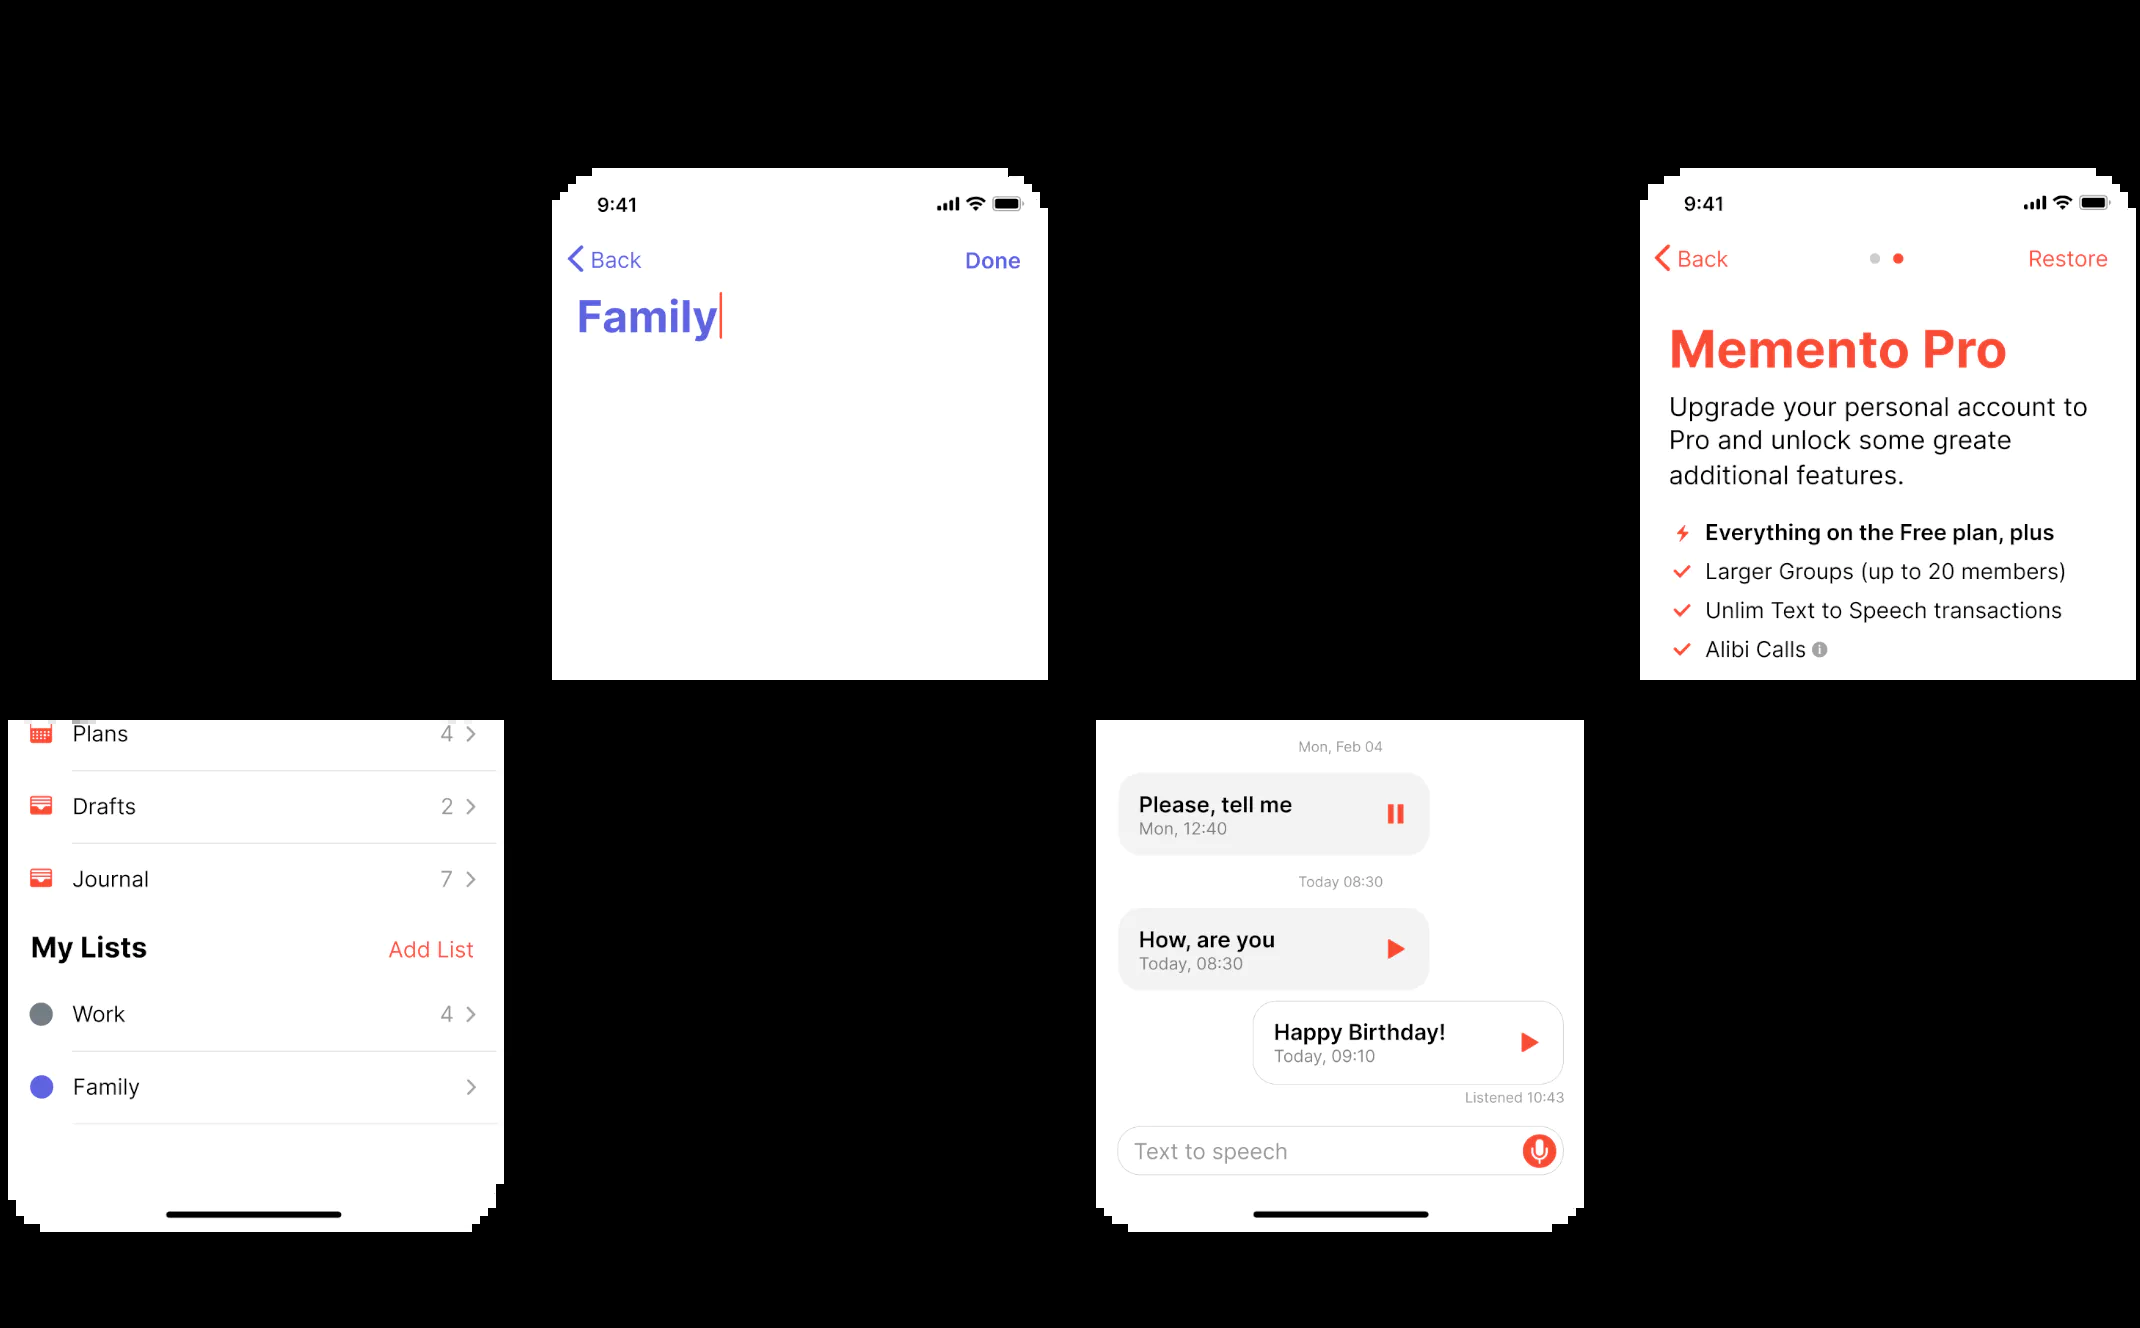 9:41
Back
Done
Family
9:41
Back
Restore
Memento Pro
Upgrade your personal account to
Pro and unlock some greate
additional features.
Everything on the Free plan, plus
Larger Groups (up to 20 members)
Unlim Text to Speech transactions
Alibi Calls
Plans 4
Drafts 2
Journal 7
My Lists Add List
Work 4
Family
Mon, Feb 04
Please, tell me
Mon, 12:40
Today 08:30
How, are you
Today, 08:30
Happy Birthday!
Today, 09:10
Listened 10:43
Text to speech